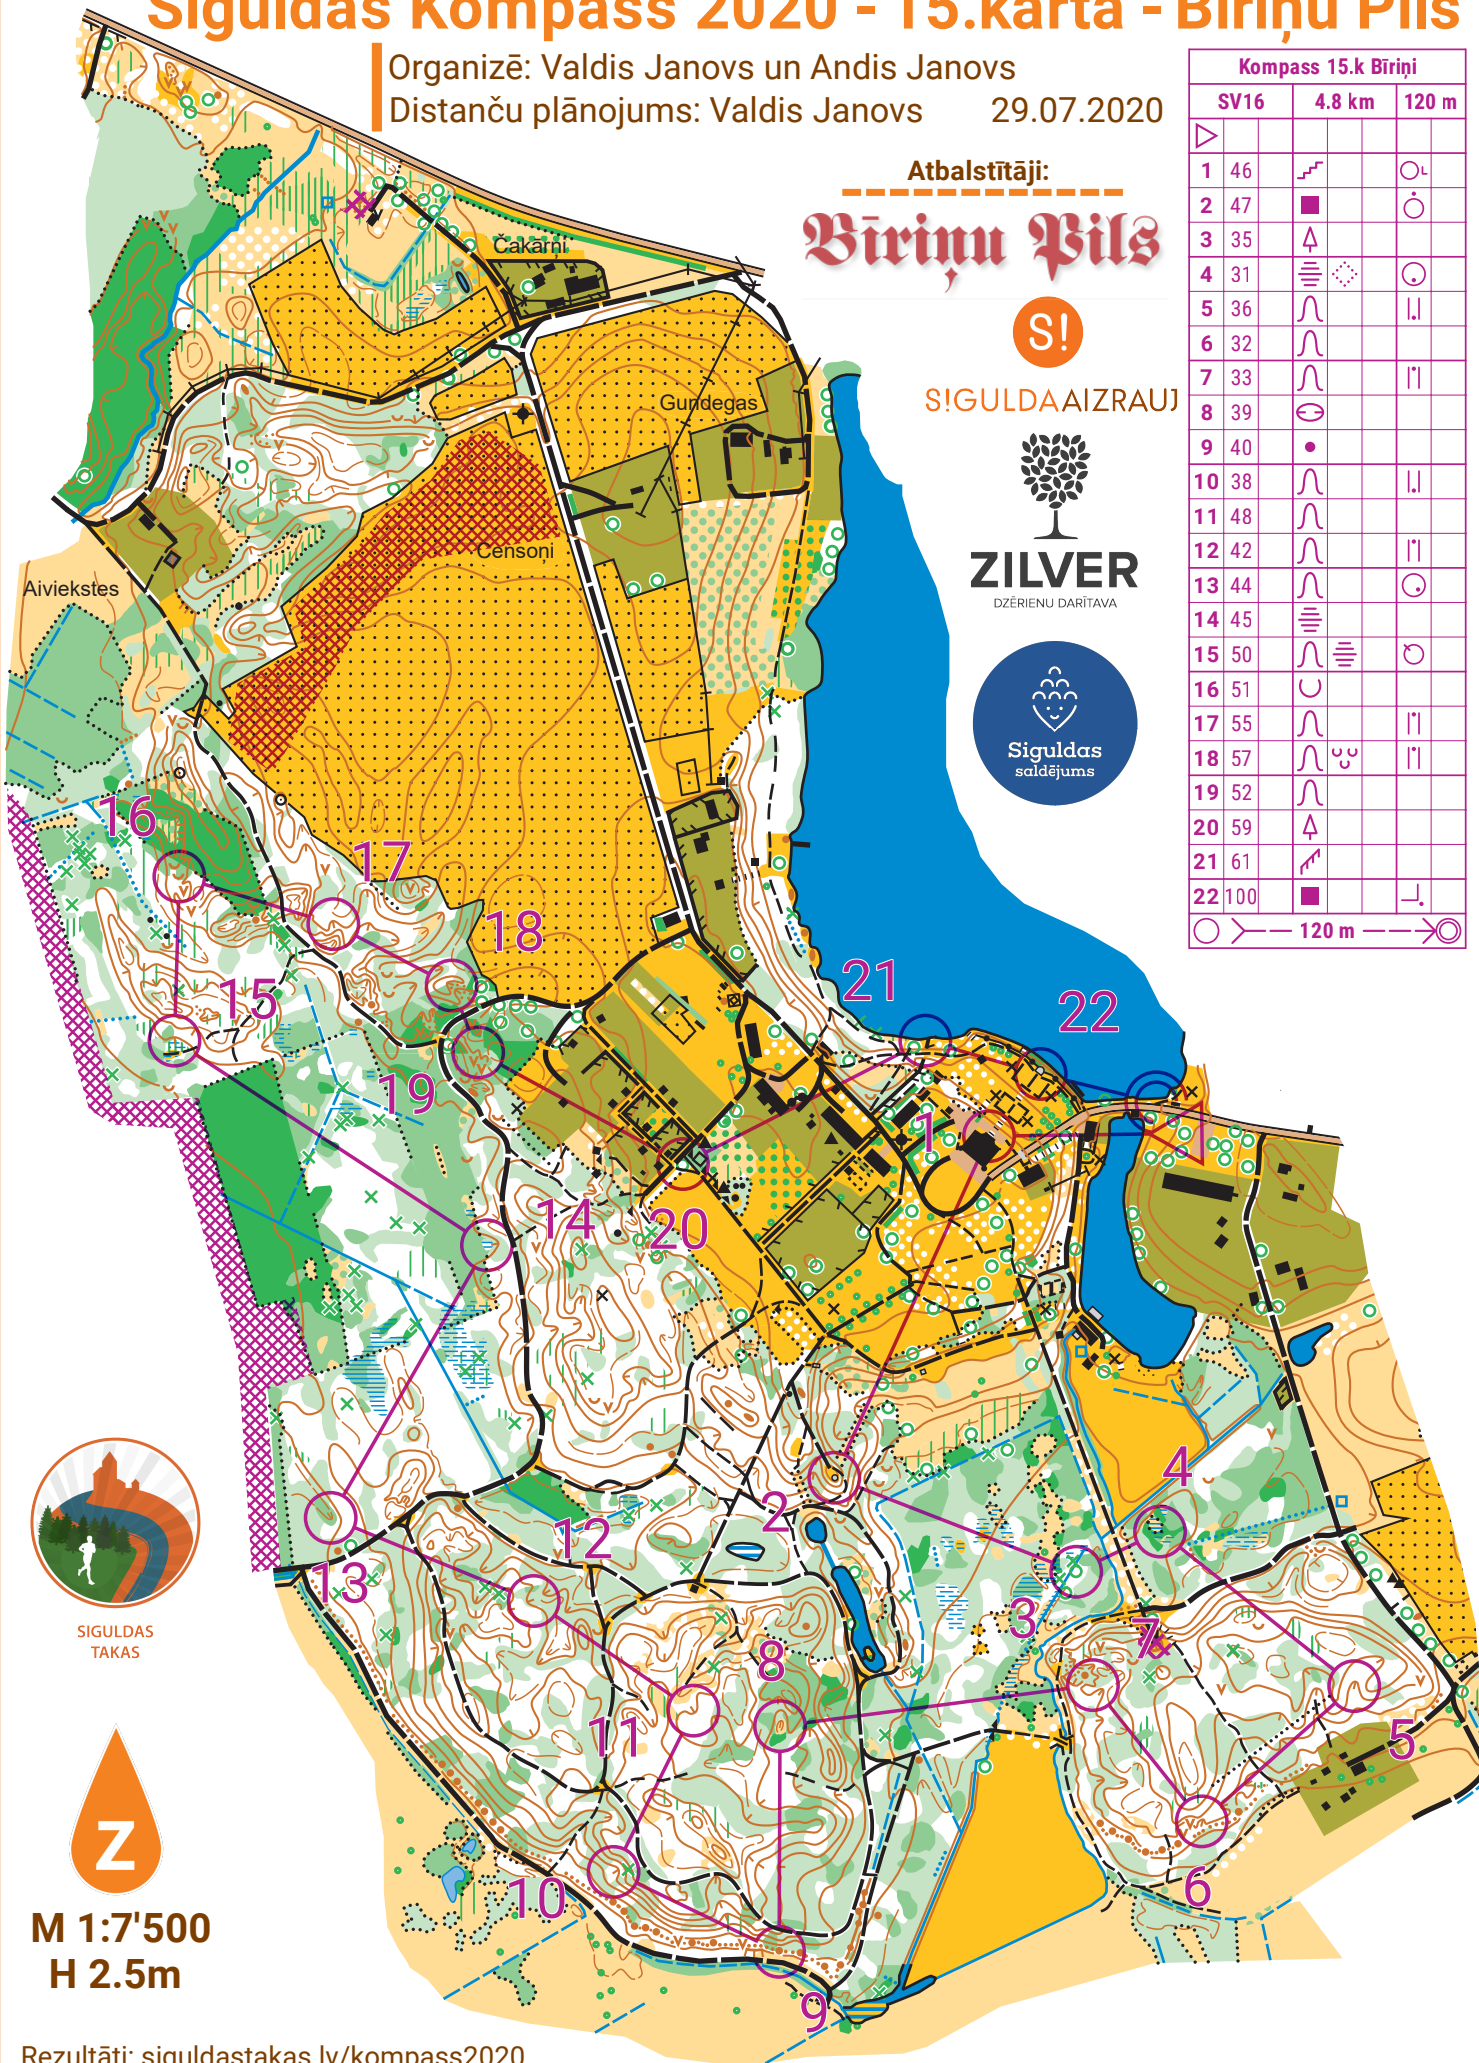 Siguldas Kompass 2020 - 15.kārta - Bīriņu Pils
Organizē: Valdis Janovs un Andis Janovs
Distanču plānojums: Valdis Janovs 29.07.2020
Atbalstītāji:
Bīriņu Pils
S!
S!GULDAAIZRAUJ
ZILVER
DZĒRIENU DARĪTAVA
Siguldas
saldējums
Kompass 15.k Bīriņi
SV16 4.8 km 120 m
1 46
2 47
3 35
4 31
5 36
6 32
7 33
8 39
9 40
10 38
11 48
12 42
13 44
14 45
15 50
16 51
17 55
18 57
19 52
20 59
21 61
22 100
120 m
Čakarņi
Gundegas
Censoņi
Aiviekstes
16
17
18
15
21
22
19
1
14
20
4
2
12
13
3
7
8
11
5
10
6
9
SIGULDAS
TAKAS
Z
M 1:7'500
H 2.5m
Rezultāti: siguldastakas.lv/kompass2020